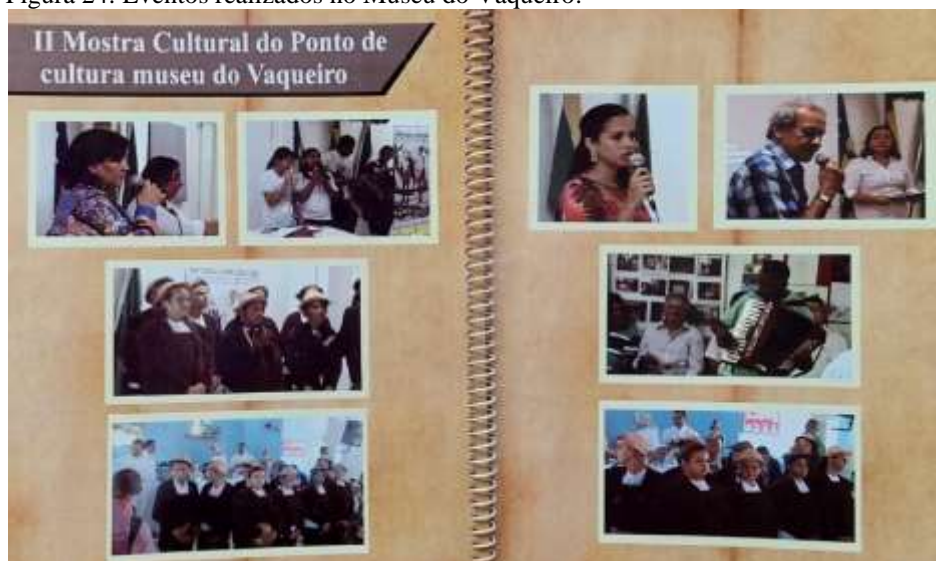 Figura 24: Eventos realizados no Museu do Vaqueiro.
II Mostra Cultural do Ponto de
cultura museu do Vaqueiro